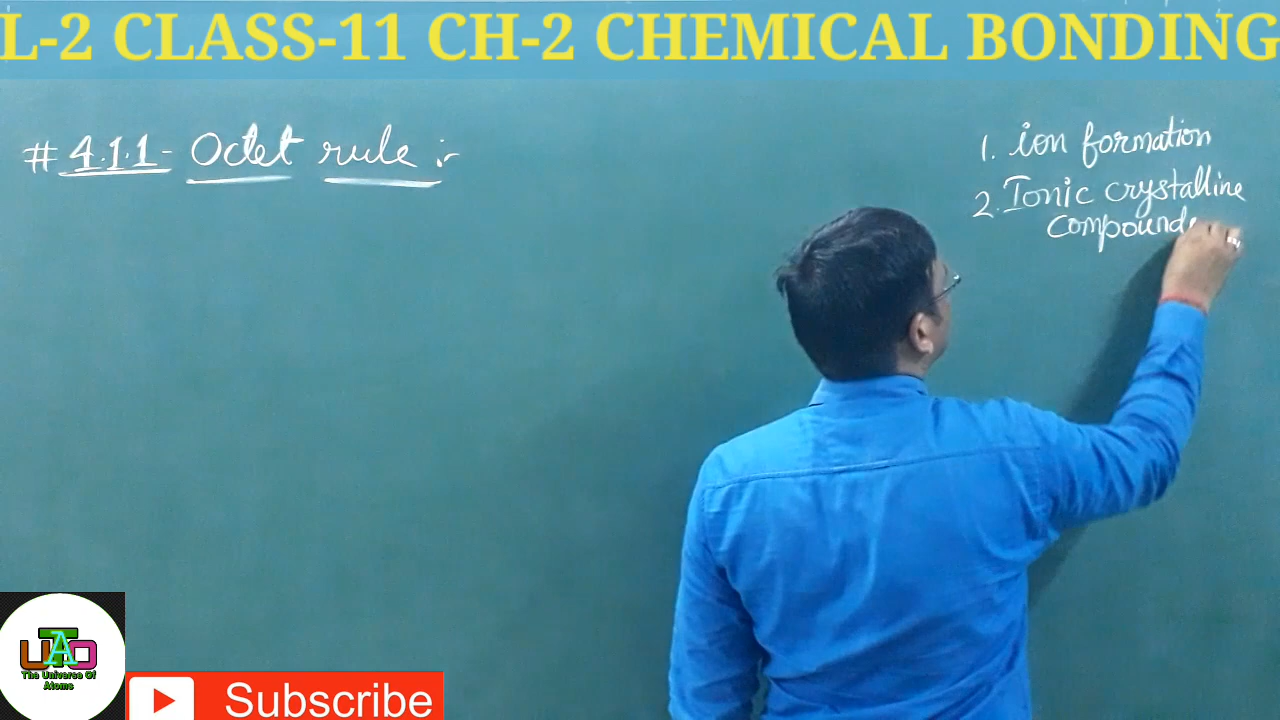 L-2 CLASS-11 CH-2 CHEMICAL BONDING
# 4.1.1- Octet rule :-
1. ion formation
2. Ionic crystalline
compounds
UATO
The Universe Of
Atoms
Subscribe